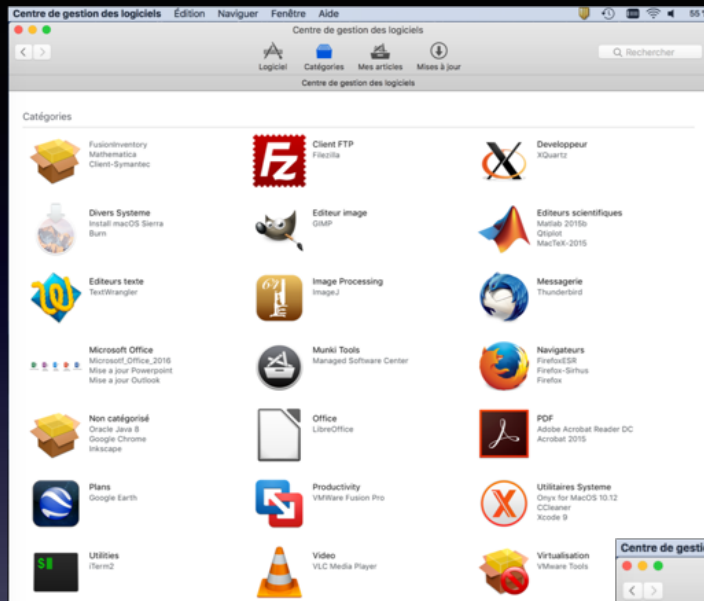 Centre de gestion des logiciels Édition Naviguer Fenêtre Aide
Centre de gestion des logiciels
Logiciel Catégories Mes articles Mises à jour
Rechercher
Centre de gestion des logiciels
Catégories
FusionInventory
Mathematica
Client-Symantec
Client FTP
Filezilla
Developpeur
XQuartz
Divers Systeme
Install macOS Sierra
Burn
Editeur image
GIMP
Editeurs scientifiques
Matlab 2015b
Qtiplot
MacTeX-2015
Editeurs texte
TextWrangler
Image Processing
ImageJ
Messagerie
Thunderbird
Microsoft Office
Microsotf_Office_2016
Mise a jour Powerpoint
Mise a jour Outlook
Munki Tools
Managed Software Center
Navigateurs
FirefoxESR
Firefox-Sirhus
Firefox
Non catégorisé
Oracle Java 8
Google Chrome
Inkscape
Office
LibreOffice
PDF
Adobe Acrobat Reader DC
Acrobat 2015
Plans
Google Earth
Productivity
VMWare Fusion Pro
Utilitaires Systeme
Onyx for MacOS 10.12
CCleaner
Xcode 9
Utilities
iTerm2
Video
VLC Media Player
Virtualisation
VMware Tools
Centre de gesti